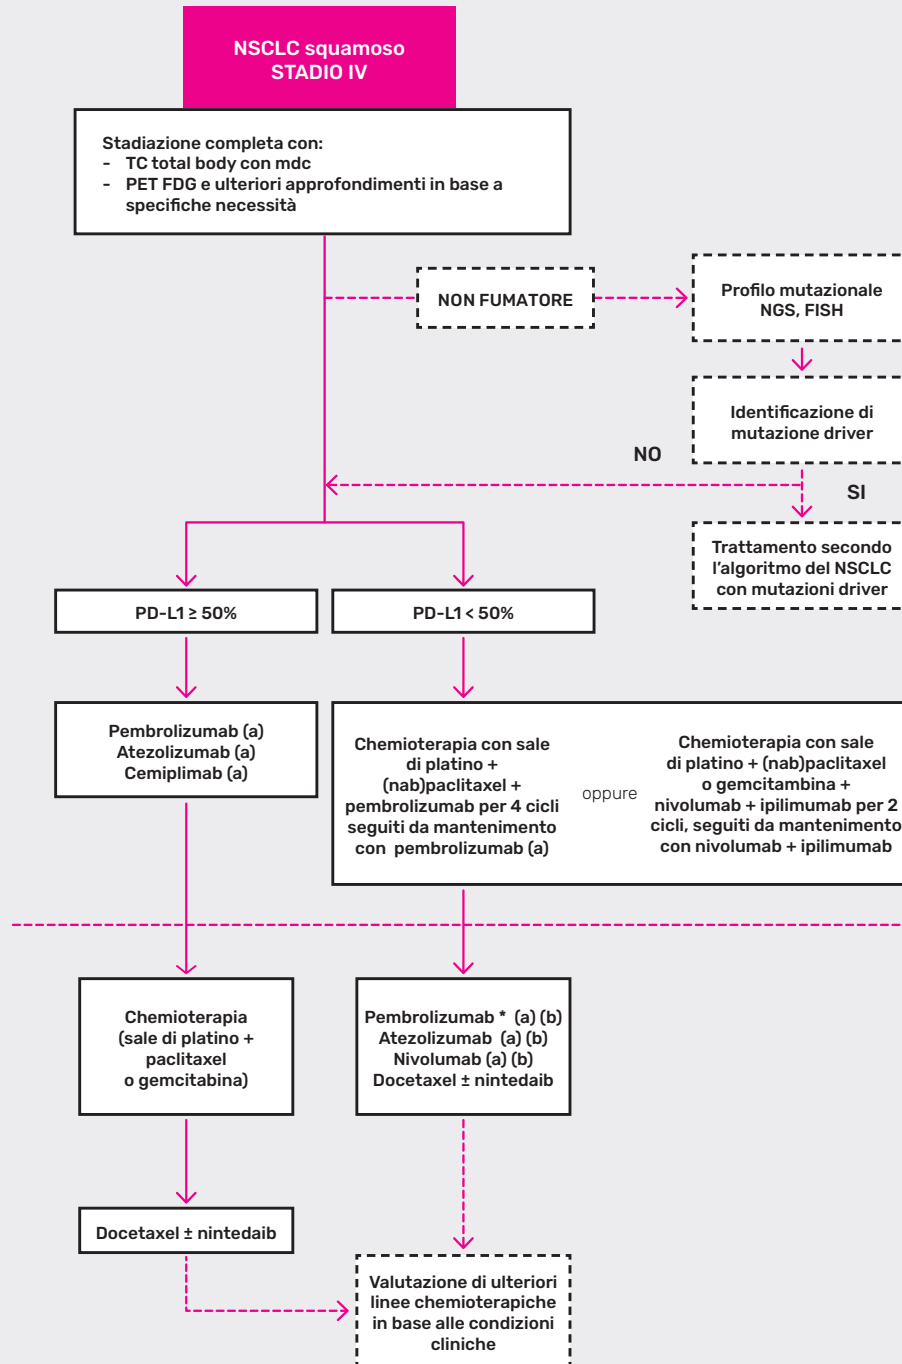 NSCLC squamoso
STADIO IV
Stadiazione completa con:
- TC total body con mdc
- PET FDG e ulteriori approfondimenti in base a
specifiche necessità
NON FUMATORE
Profilo mutazionale
NGS, FISH
Identificazione di
mutazione driver
NO
SI
Trattamento secondo
l'algoritmo del NSCLC
con mutazioni driver
PD-L1 ≥ 50%
PD-L1 < 50%
Pembrolizumab (a)
Atezolizumab (a)
Cemiplimab (a)
Chemioterapia con sale
di platino +
(nab)paclitaxel +
pembrolizumab per 4 cicli
seguiti da mantenimento
con pembrolizumab (a)
oppure
Chemioterapia con sale
di platino + (nab)paclitaxel
o gemcitambina +
nivolumab + ipilimumab per 2
cicli, seguiti da mantenimento
con nivolumab + ipilimumab
Chemioterapia
(sale di platino +
paclitaxel
o gemcitabina)
Pembrolizumab * (a) (b)
Atezolizumab (a) (b)
Nivolumab (a) (b)
Docetaxel ± nintedaib
Docetaxel ± nintedaib
Valutazione di ulteriori
linee chemioterapiche
in base alle condizioni
cliniche